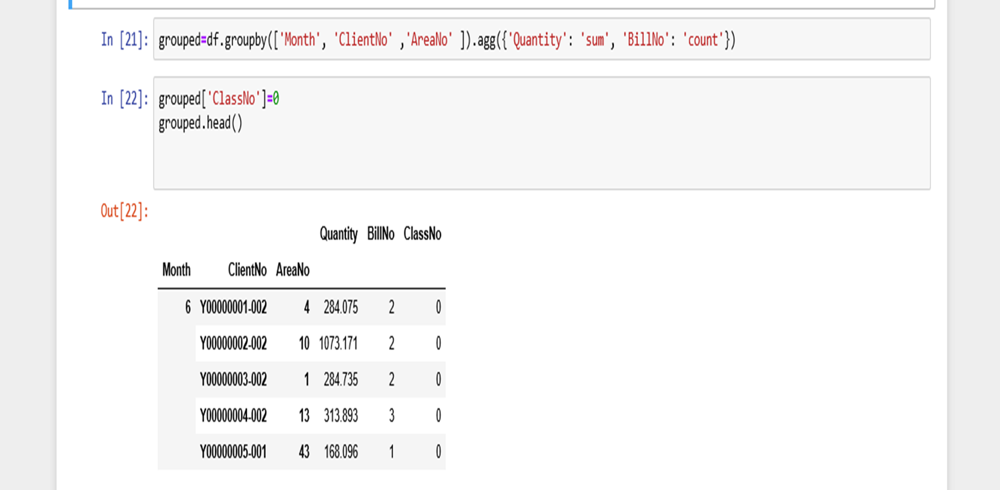 In [21]: grouped=df.groupby(['Month', 'ClientNo' ,'AreaNo' ]).agg({'Quantity': 'sum', 'BillNo': 'count'})
In [22]: grouped['ClassNo']=0
grouped.head()
Out[22]:
Quantity BillNo ClassNo
Month ClientNo AreaNo
6 Y00000001-002 4 284.075 2 0
Y00000002-002 10 1073.171 2 0
Y00000003-002 1 284.735 2 0
Y00000004-002 13 313.893 3 0
Y00000005-001 43 168.096 1 0